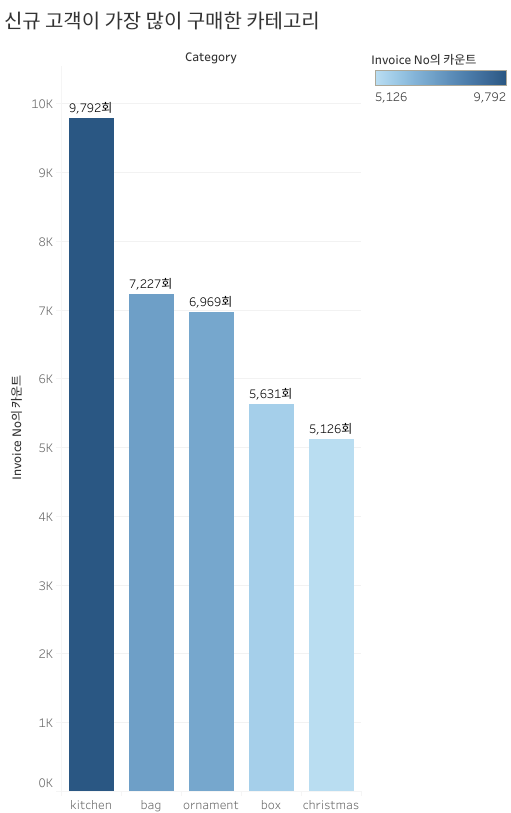 신규 고객이 가장 많이 구매한 카테고리
Category
Invoice No의 카운트
5,126 9,792
Invoice No의 카운트
10K
9K
8K
7K
6K
5K
4K
3K
2K
1K
0K
9,792회
7,227회
6,969회
5,631회
5,126회
kitchen bag ornament box christmas